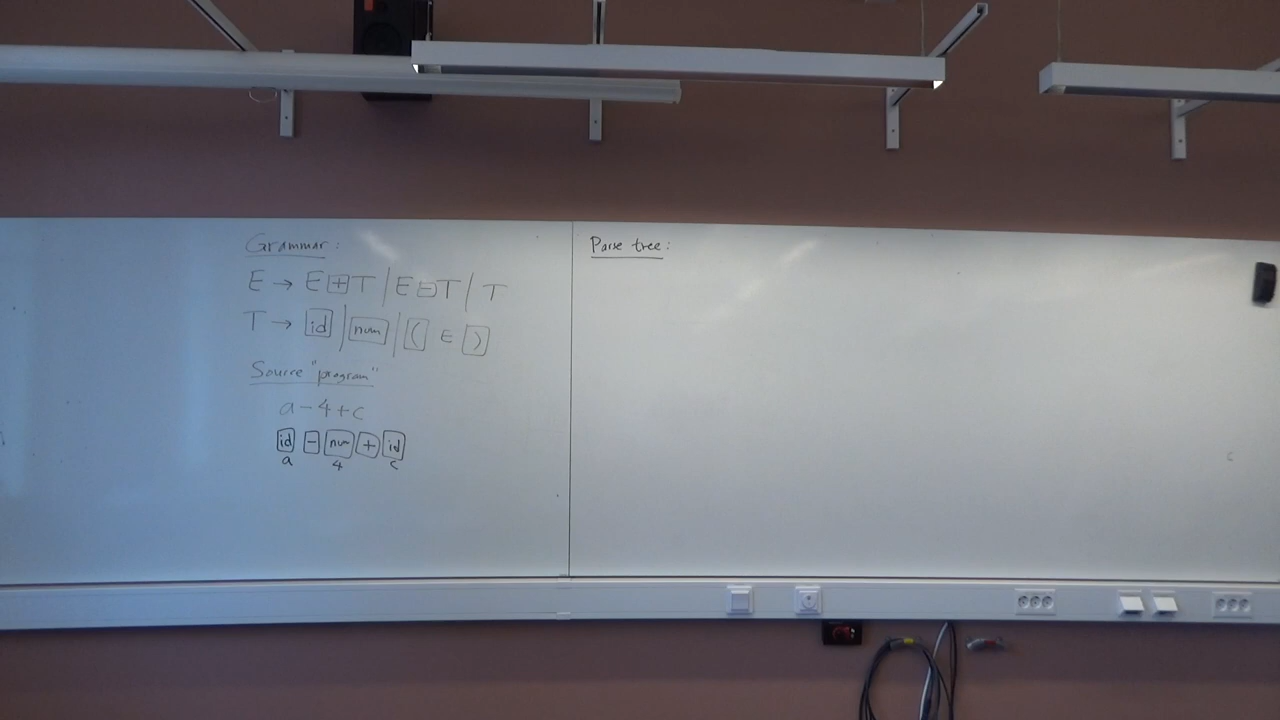 Grammar:
E → E + T | E - T | T
T → id | num | ( E )
Source "program"
a - 4 + c
id - num + id
a 4 c
Parse tree: